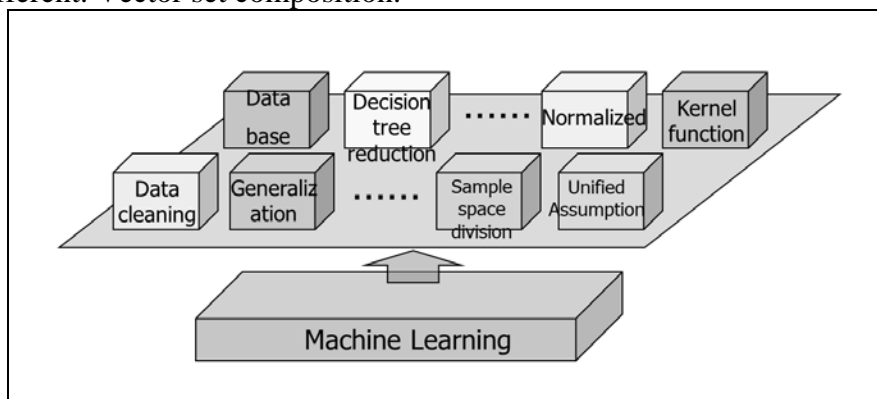 fferent. Vector set composition.
Data
base
Decision
tree
reduction
......
Normalized
Kernel
function
Data
cleaning
Generaliz
ation
......
Sample
space
division
Unified
Assumption
Machine Learning